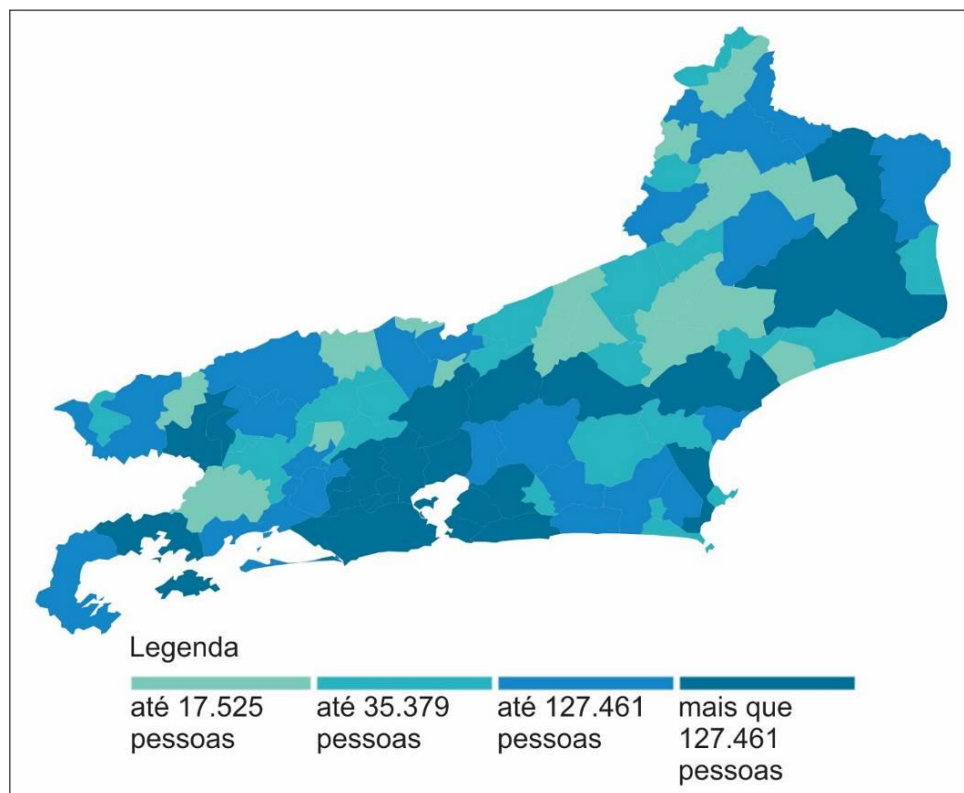 Legenda
até 17.525
pessoas
até 35.379
pessoas
até 127.461
pessoas
mais que
127.461
pessoas